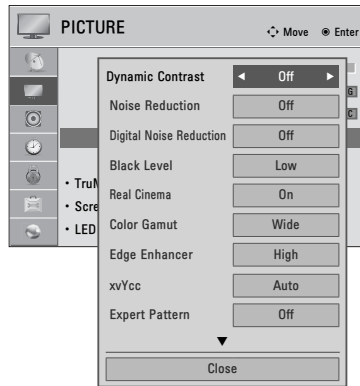 PICTURE
Move
Enter
Dynamic Contrast ◄ Off ►
Noise Reduction Off
Digital Noise Reduction Off
Black Level Low
Real Cinema On
Color Gamut Wide
Edge Enhancer High
xvYcc Auto
Expert Pattern Off
▼
Close
G
C
• TruM
• Scre
• LED